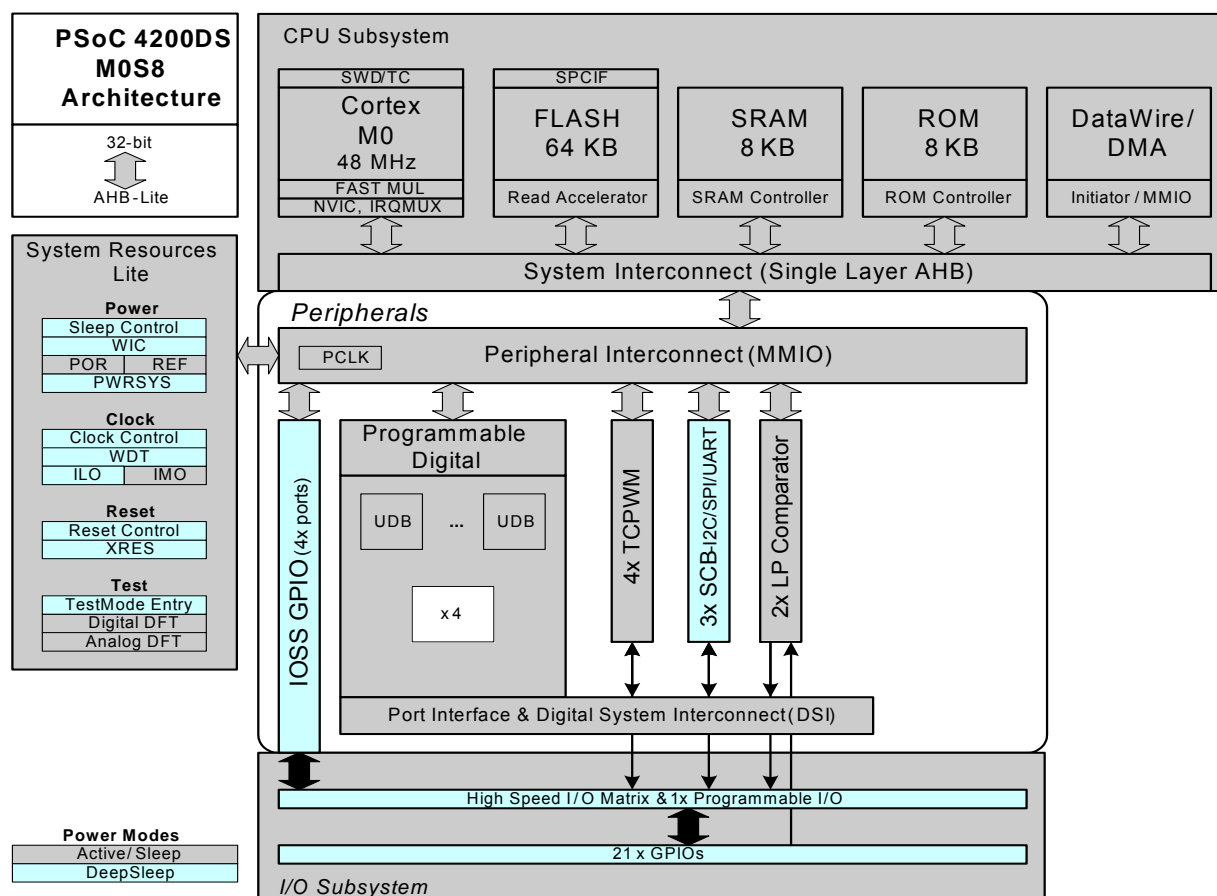 PSoC 4200DS
M0S8
Architecture
32-bit
AHB-Lite
CPU Subsystem
SWD/TC
Cortex
M0
48 MHz
FAST MUL
NVIC, IRQMUX
SPCIF
FLASH
64 KB
Read Accelerator
SRAM
8 KB
SRAM Controller
ROM
8 KB
ROM Controller
DataWire/
DMA
Initiator / MMIO
System Interconnect (Single Layer AHB)
System Resources
Lite
Power
Sleep Control
WIC
POR REF
PWRSYS
Clock
Clock Control
WDT
ILO IMO
Reset
Reset Control
XRES
Test
TestMode Entry
Digital DFT
Analog DFT
Peripherals
PCLK
Peripheral Interconnect (MMIO)
IOSS GPIO (4x ports)
Programmable
Digital
UDB ... UDB
x 4
4x TCPWM
3x SCB-I2C/SPI/UART
2x LP Comparator
Port Interface & Digital System Interconnect (DSI)
High Speed I/O Matrix & 1x Programmable I/O
21 x GPIOs
I/O Subsystem
Power Modes
Active/ Sleep
DeepSleep